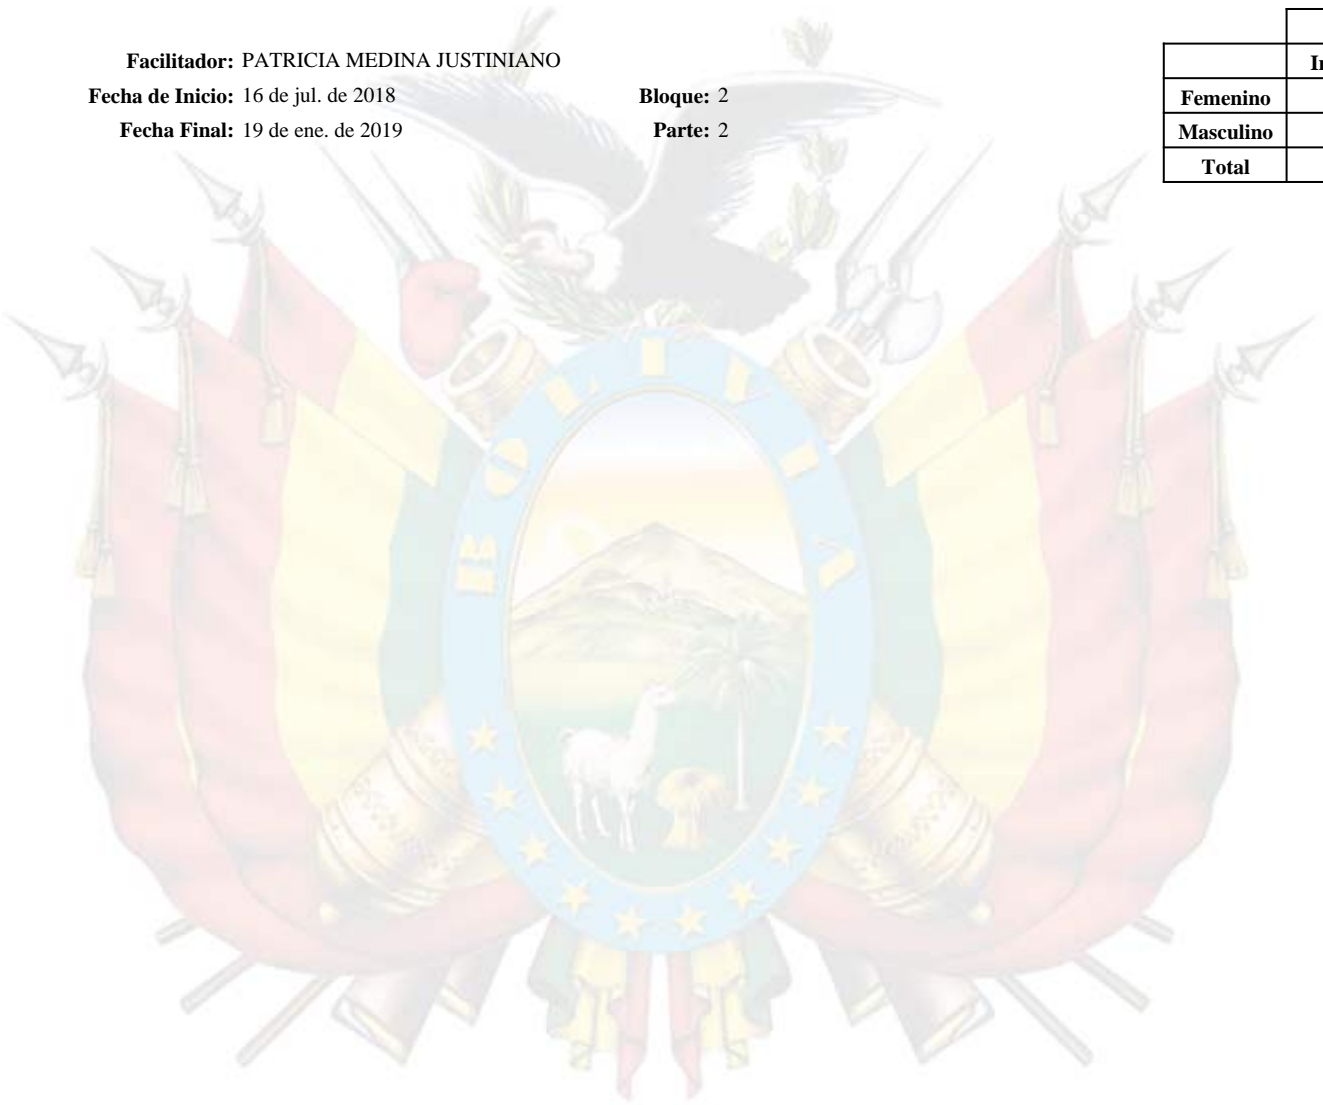 Facilitador: PATRICIA MEDINA JUSTINIANO
Fecha de Inicio: 16 de jul. de 2018 Bloque: 2
Fecha Final: 19 de ene. de 2019 Parte: 2
Femenino
Masculino
Total
BOLIVIA